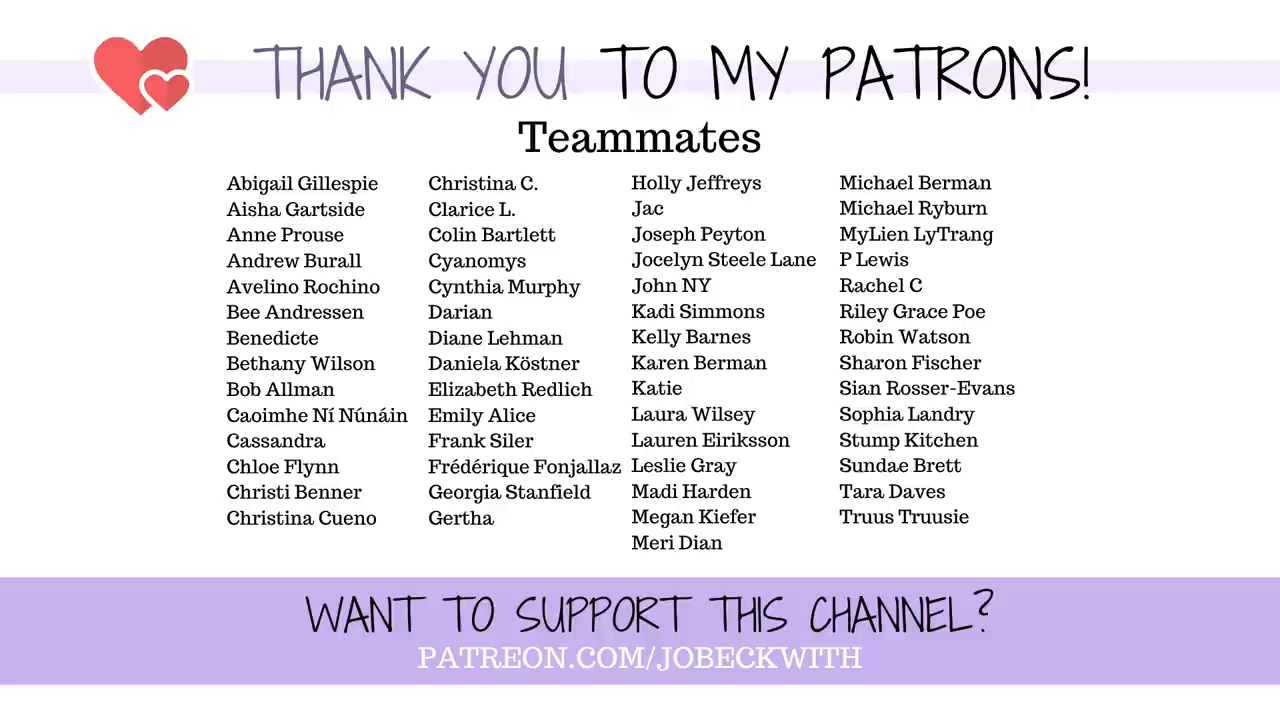 THANK YOU TO MY PATRONS!
Teammates
Abigail Gillespie
Aisha Gartside
Anne Prouse
Andrew Burall
Avelino Rochino
Bee Andressen
Benedicte
Bethany Wilson
Bob Allman
Caoimhe Ní Núnáin
Cassandra
Chloe Flynn
Christi Benner
Christina Cueno
Christina C.
Clarice L.
Colin Bartlett
Cyanomys
Cynthia Murphy
Darian
Diane Lehman
Daniela Köstner
Elizabeth Redlich
Emily Alice
Frank Siler
Frédérique Fonjallaz
Georgia Stanfield
Gertha
Holly Jeffreys
Jac
Joseph Peyton
Jocelyn Steele Lane
John NY
Kadi Simmons
Kelly Barnes
Karen Berman
Katie
Laura Wilsey
Lauren Eiriksson
Leslie Gray
Madi Harden
Megan Kiefer
Meri Dian
Michael Berman
Michael Ryburn
MyLien LyTrang
P Lewis
Rachel C
Riley Grace Poe
Robin Watson
Sharon Fischer
Sian Rosser-Evans
Sophia Landry
Stump Kitchen
Sundae Brett
Tara Daves
Truus Truusie
WANT TO SUPPORT THIS CHANNEL?
PATREON.COM/JOBECKWITH